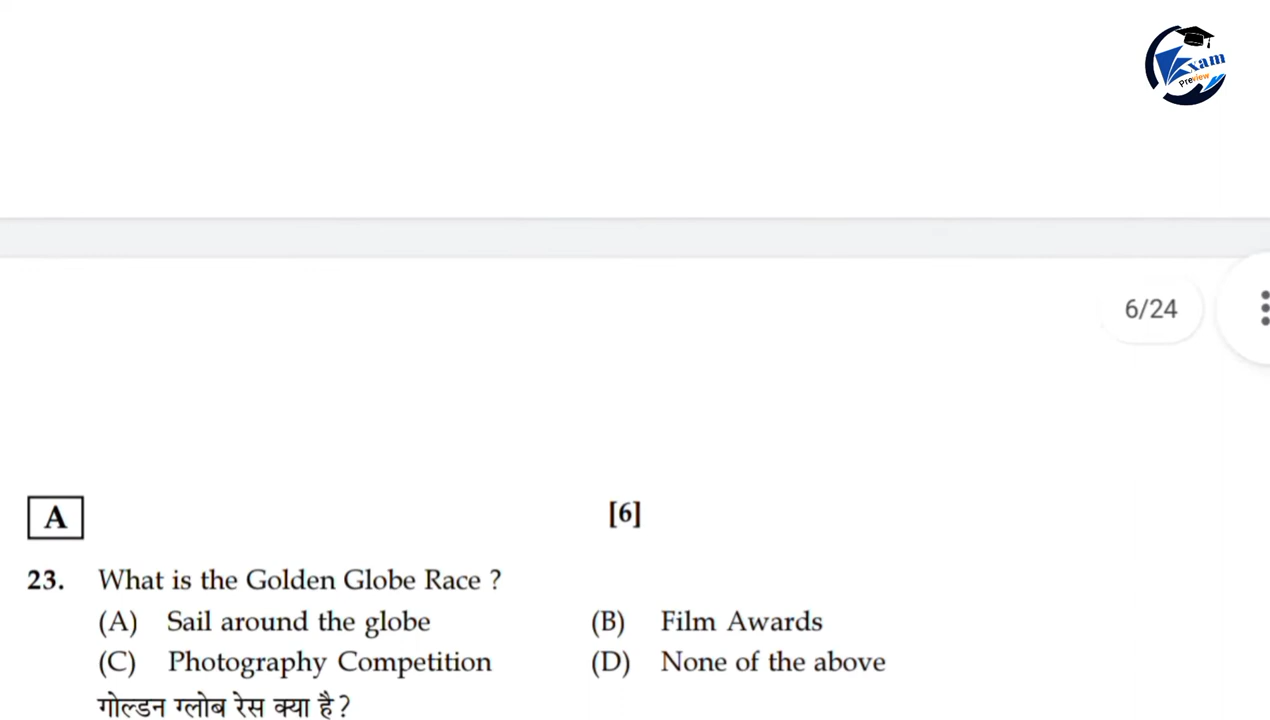 xam
Preview
6/24
A
[6]
23. What is the Golden Globe Race ?
(A) Sail around the globe (B) Film Awards
(C) Photography Competition (D) None of the above
गोल्डन ग्लोब रेस क्या है ?